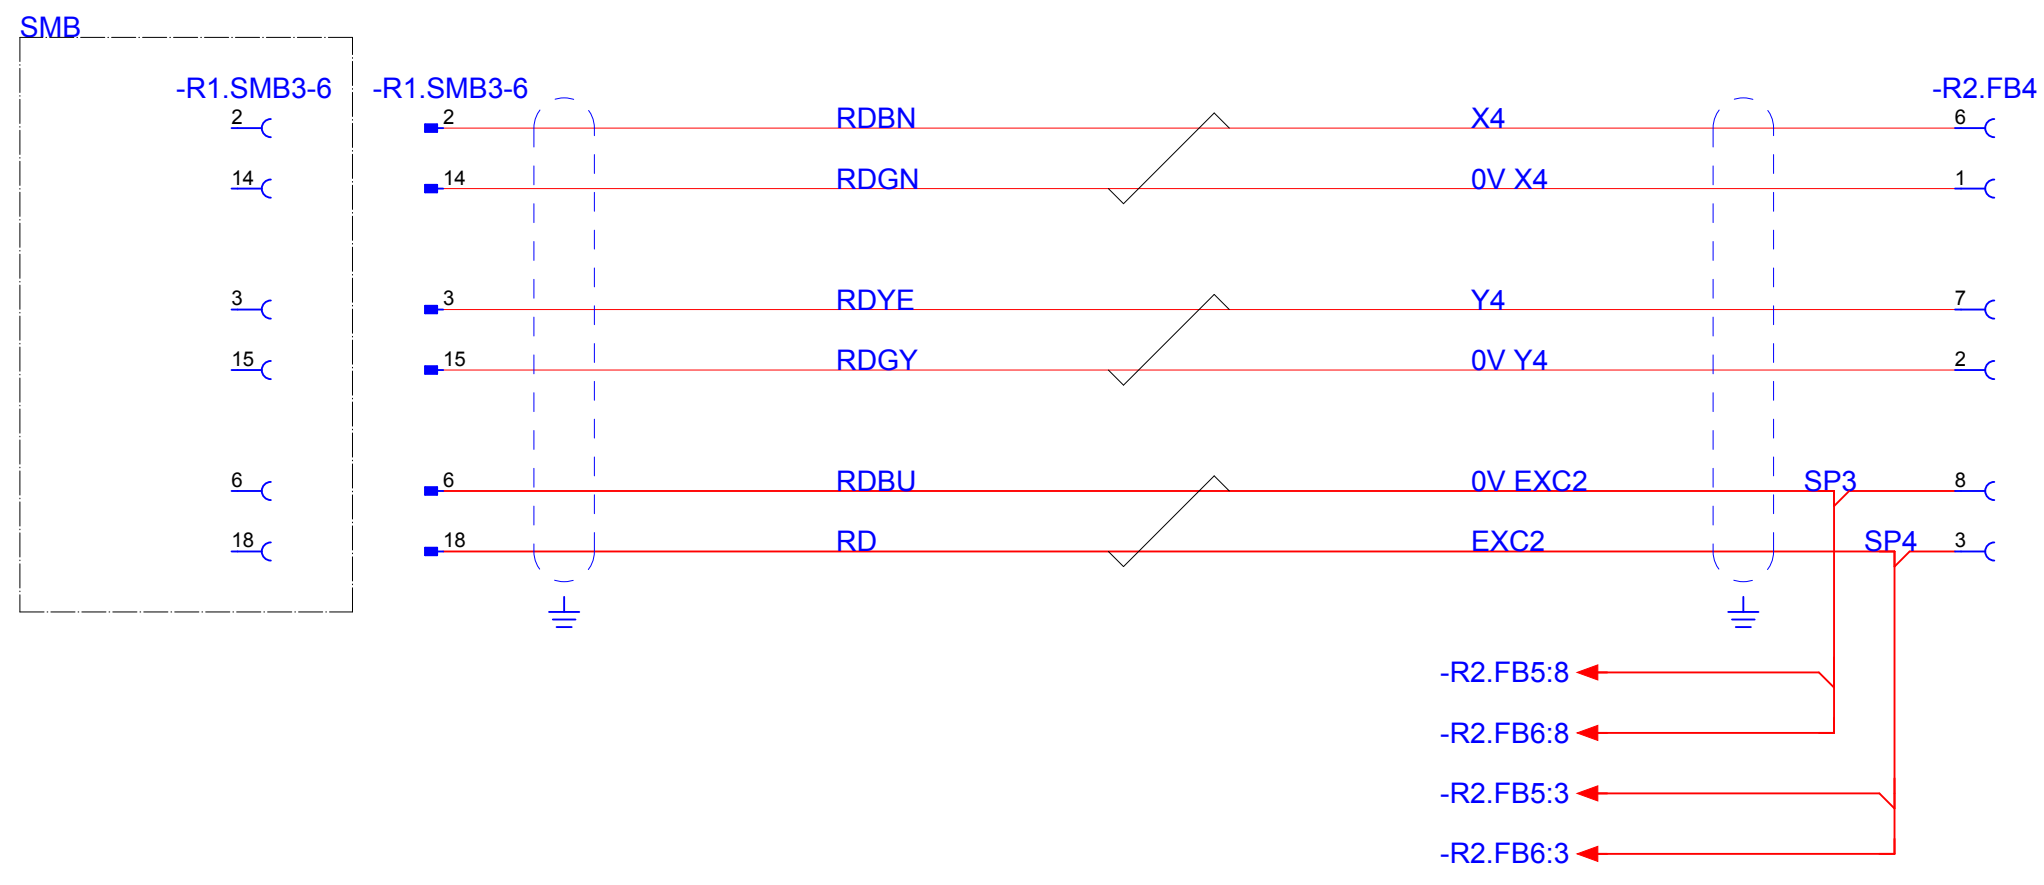 SMB
-R1.SMB3-6 -R1.SMB3-6 -R2.FB4
2 2 RDBN X4 6
14 14 RDGN 0V X4 1
3 3 RDYE Y4 7
15 15 RDGY 0V Y4 2
6 6 RDBU 0V EXC2 SP3 8
18 18 RD EXC2 SP4 3
-R2.FB5:8
-R2.FB6:8
-R2.FB5:3
-R2.FB6:3